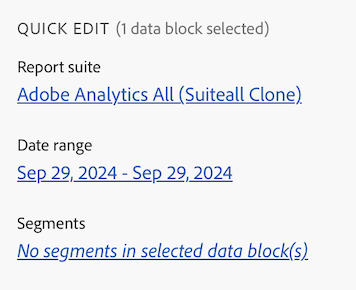 QUICK EDIT (1 data block selected)
Report suite
Adobe Analytics All (Suiteall Clone)
Date range
Sep 29, 2024 - Sep 29, 2024
Segments
No segments in selected data block(s)